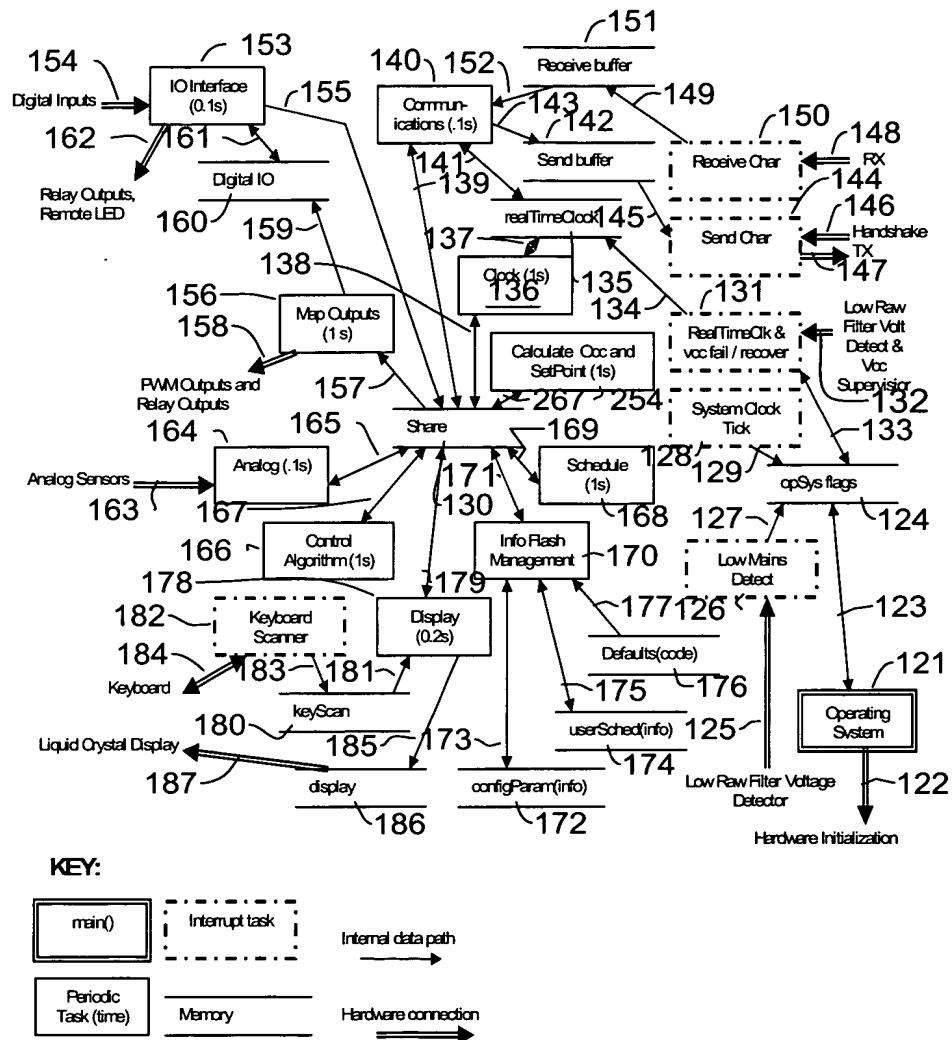 151
153
154
140
152
Receive buffer
IO Interface
(0.1s)
155
Digital Inputs
Commun-
ications (.1s)
143
142
149
150
162
161
Send buffer
Receive Char
148
RX
141
144
139
Digital IO
Relay Outputs,
Remote LED
160
realTimeClock
145
146
Handshake
Send Char
TX
147
159
137
138
Clock (1s)
136
135
134
131
156
Map Outputs
(1 s)
158
RealTimeClk &
vcc fail / recover
Low Raw
Filter Volt
Detect &
Vcc
Supervisior
132
Calculate Occ and
SetPoint (1s)
157
PWM Outputs and
Relay Outputs
267
254
System Clock
Tick
133
165
Share
169
164
128
129
Analog (.1s)
171
Schedule
(1s)
Analog Sensors
163
167
130
168
opSys flags
124
127
166
Control
Algorithm (1s)
Info Flash
Management
170
Low Mains
Detect
178
179
177
126
123
182
Keyboard
Scanner
Display
(0.2s)
184
183
181
Defaults(code)
176
121
Keyboard
175
180
keyScan
185
173
userSched(info)
174
125
Operating
System
Liquid Crystal Display
187
display
186
configParam(info)
172
Low Raw Filter Voltage
Detector
122
Hardware Initialization
KEY:
main()
Interrupt task
Internal data path
Periodic
Task (time)
Memory
Hardware connection